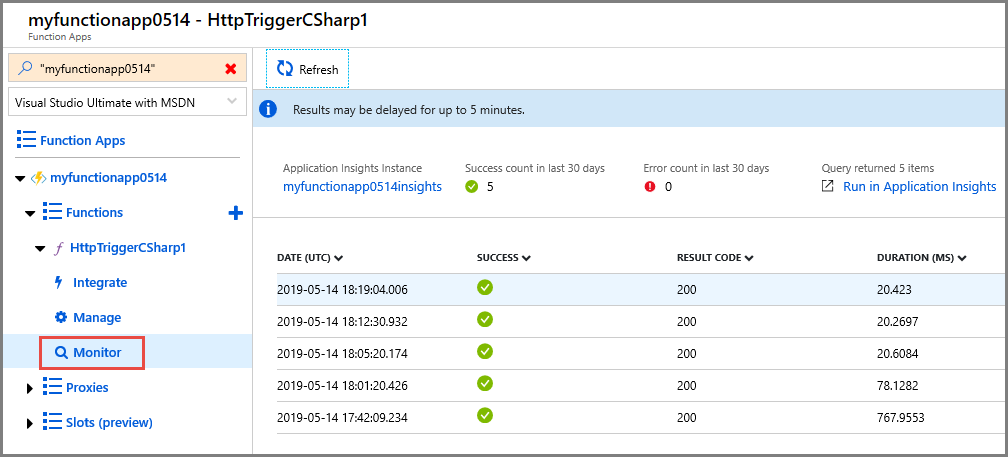 myfunctionapp0514 - HttpTriggerCSharp1
Function Apps
"myfunctionapp0514"
Visual Studio Ultimate with MSDN
Function Apps
myfunctionapp0514
Functions
HttpTriggerCSharp1
Integrate
Manage
Monitor
Proxies
Slots (preview)
Refresh
Results may be delayed for up to 5 minutes.
Application Insights Instance
myfunctionapp0514insights
Success count in last 30 days
5
Error count in last 30 days
0
Query returned 5 items
Run in Application Insights
DATE (UTC) SUCCESS RESULT CODE DURATION (MS)
2019-05-14 18:19:04.006 200 20.423
2019-05-14 18:12:30.932 200 20.2697
2019-05-14 18:05:20.174 200 20.6084
2019-05-14 18:01:20.426 200 78.1282
2019-05-14 17:42:09.234 200 767.9553